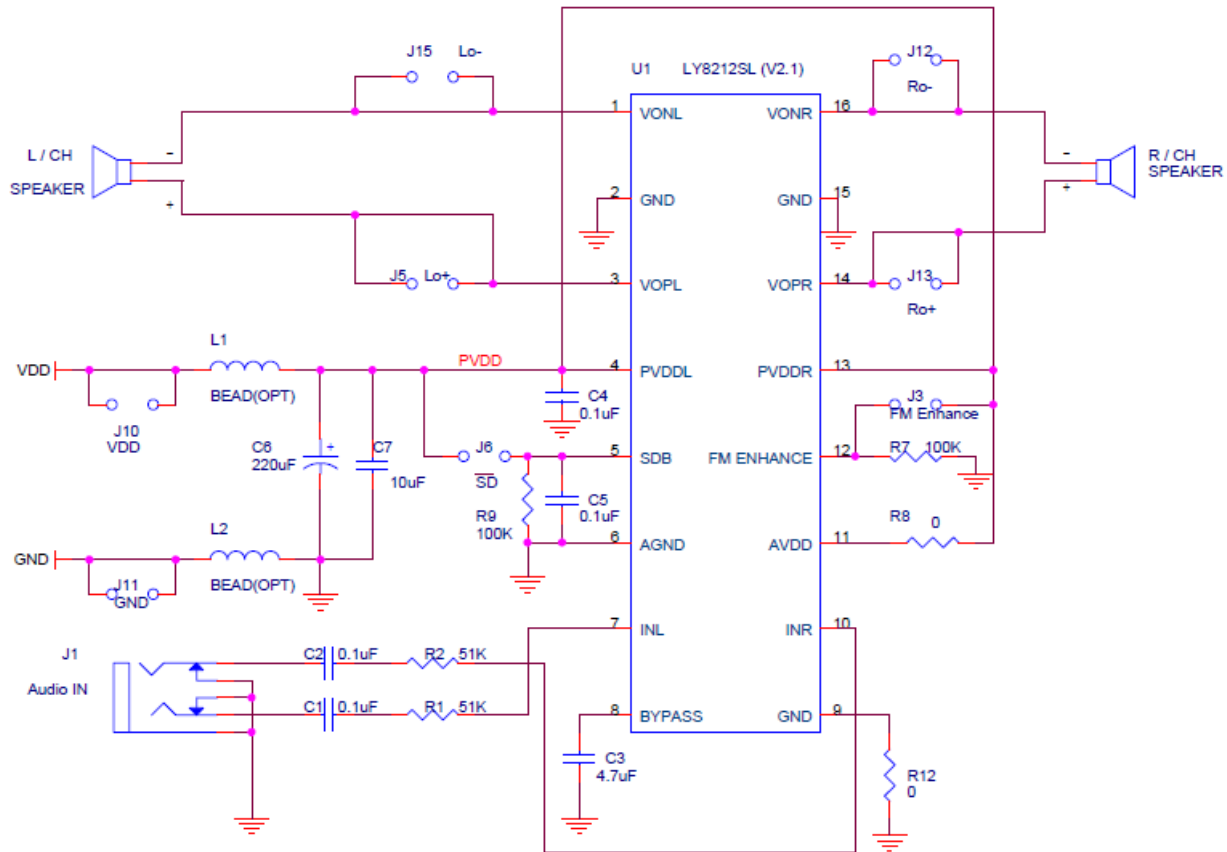 J15 Lo-
J12
Ro-
U1 LY8212SL (V2.1)
1 VONL VONR 16
L / CH
SPEAKER
-
+
R / CH
SPEAKER
-
+
2 GND GND 15
J5 Lo+
3 VOPL VOPR 14
J13
Ro+
L1
BEAD(OPT)
VDD
J10
VDD
PVDD
4 PVDDL PVDDR 13
C4
0.1uF
J3
FM Enhance
C6
220uF
+
C7
10uF
J6
SD
5 SDB FM ENHANCE 12
R7 100K
R9
100K
C5
0.1uF
R8
0
L2
BEAD(OPT)
GND
J11
GND
6 AGND AVDD 11
7 INL INR 10
J1
Audio IN
C2 0.1uF R2 51K
C1 0.1uF R1 51K
8 BYPASS GND 9
C3
4.7uF
R12
0